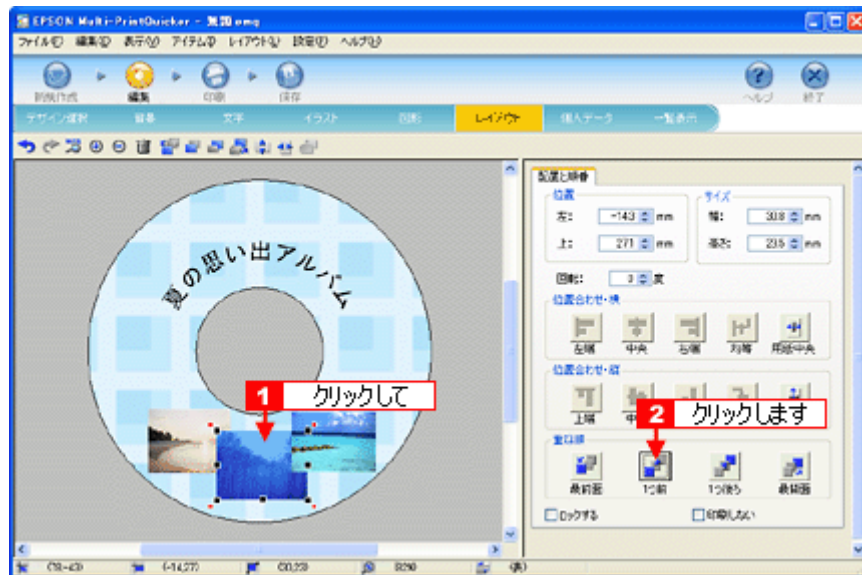 EPSON Multi-PrintQuicker - 無題.emq
ファイル(F) 編集(E) 表示(V) アイテム(I) レイアウト(L) 設定(T) ヘルプ(H)
新規作成 編集 印刷 保存 ヘルプ 終了
デザイン選択 背景 文字 イラスト 図形 レイアウト 個人データ 一覧表示
配置と順番
位置 サイズ
左: mm 幅: mm
上: mm 高さ: mm
回転: 度
位置合わせ・横
左端 中央 右端 均等 用紙中央
位置合わせ・縦
上端
夏の思い出アルバム
1 クリックして
2 クリックします
重ね順
最前面 1つ前 1つ後ろ 最背面
ロックする 印刷しない